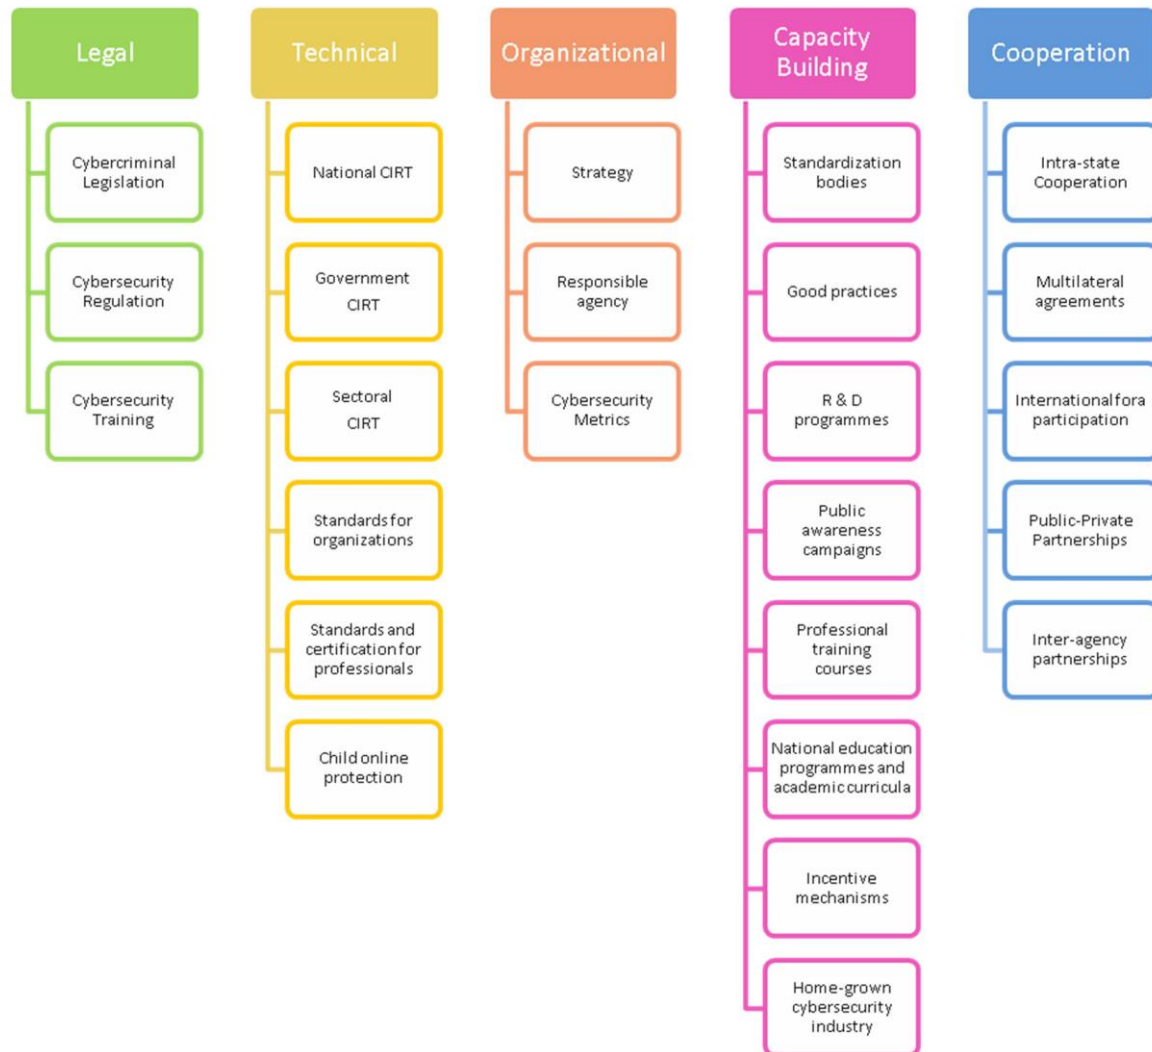 Legal
Cybercriminal
Legislation
Cybersecurity
Regulation
Cybersecurity
Training
Technical
National CIRT
Government
CIRT
Sectoral
CIRT
Standards for
organizations
Standards and
certification for
professionals
Child online
protection
Organizational
Strategy
Responsible
agency
Cybersecurity
Metrics
Capacity
Building
Standardization
bodies
Good practices
R & D
programmes
Public
awareness
campaigns
Professional
training
courses
National education
programmes and
academic curricula
Incentive
mechanisms
Home-grown
cybersecurity
industry
Cooperation
Intra-state
Cooperation
Multilateral
agreements
International fora
participation
Public-Private
Partnerships
Inter-agency
partnerships